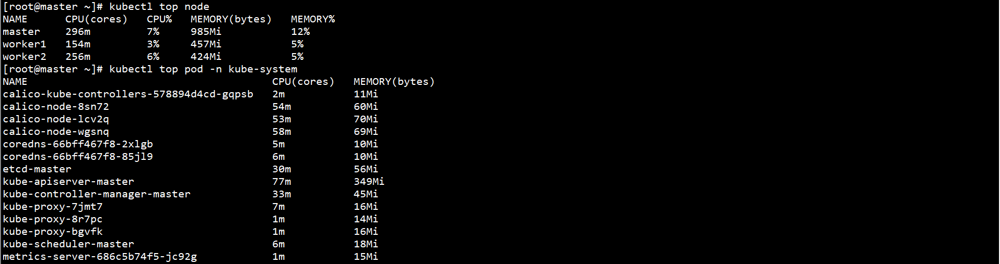 [root@master ~]# kubectl top node
NAME      CPU(cores)   CPU%   MEMORY(bytes)   MEMORY%
master    296m         7%     985Mi           12%
worker1   154m         3%     457Mi           5%
worker2   256m         6%     424Mi           5%
[root@master ~]# kubectl top pod -n kube-system
NAME                                       CPU(cores)   MEMORY(bytes)
calico-kube-controllers-578894d4cd-gqpsb   2m           11Mi
calico-node-8sn72                          54m          60Mi
calico-node-lcv2q                          53m          70Mi
calico-node-wgsnq                          58m          69Mi
coredns-66bff467f8-2xlgb                   5m           10Mi
coredns-66bff467f8-85jl9                   6m           10Mi
etcd-master                                30m          56Mi
kube-apiserver-master                      77m          349Mi
kube-controller-manager-master             33m          45Mi
kube-proxy-7jmt7                           7m           16Mi
kube-proxy-8r7pc                           1m           14Mi
kube-proxy-bgvfk                           1m           16Mi
kube-scheduler-master                      6m           18Mi
metrics-server-686c5b74f5-jc92g            1m           15Mi